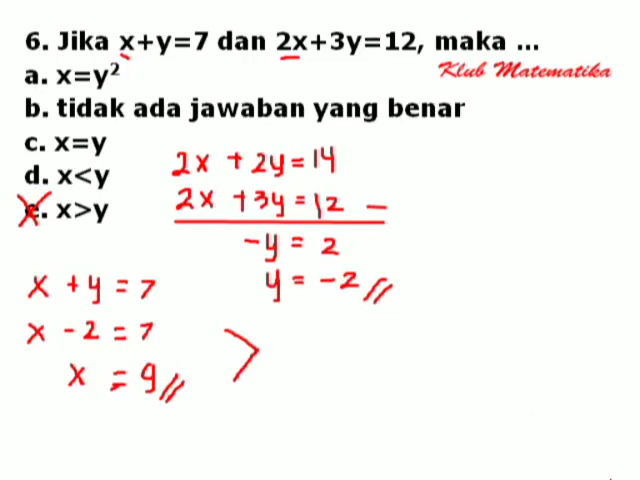 6. Jika x+y=7 dan 2x+3y=12, maka ...
Klub Matematika
a. x=y²
b. tidak ada jawaban yang benar
c. x=y
d. x<y
e. x>y
2x + 2y = 14
2x + 3y = 12 −
-y = 2
y = -2 //
x + y = 7
x - 2 = 7
x = 9 //
>